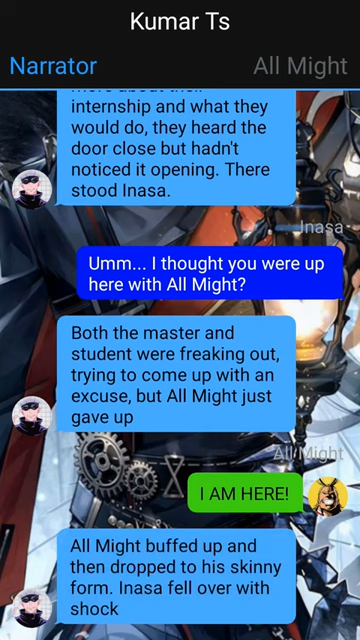 Kumar Ts
Narrator
All Might
more about their
internship and what they
would do, they heard the
door close but hadn't
noticed it opening. There
stood Inasa.
Inasa
Umm... I thought you were up
here with All Might?
Both the master and
student were freaking out,
trying to come up with an
excuse, but All Might just
gave up
All Might
I AM HERE!
All Might buffed up and
then dropped to his skinny
form. Inasa fell over with
shock